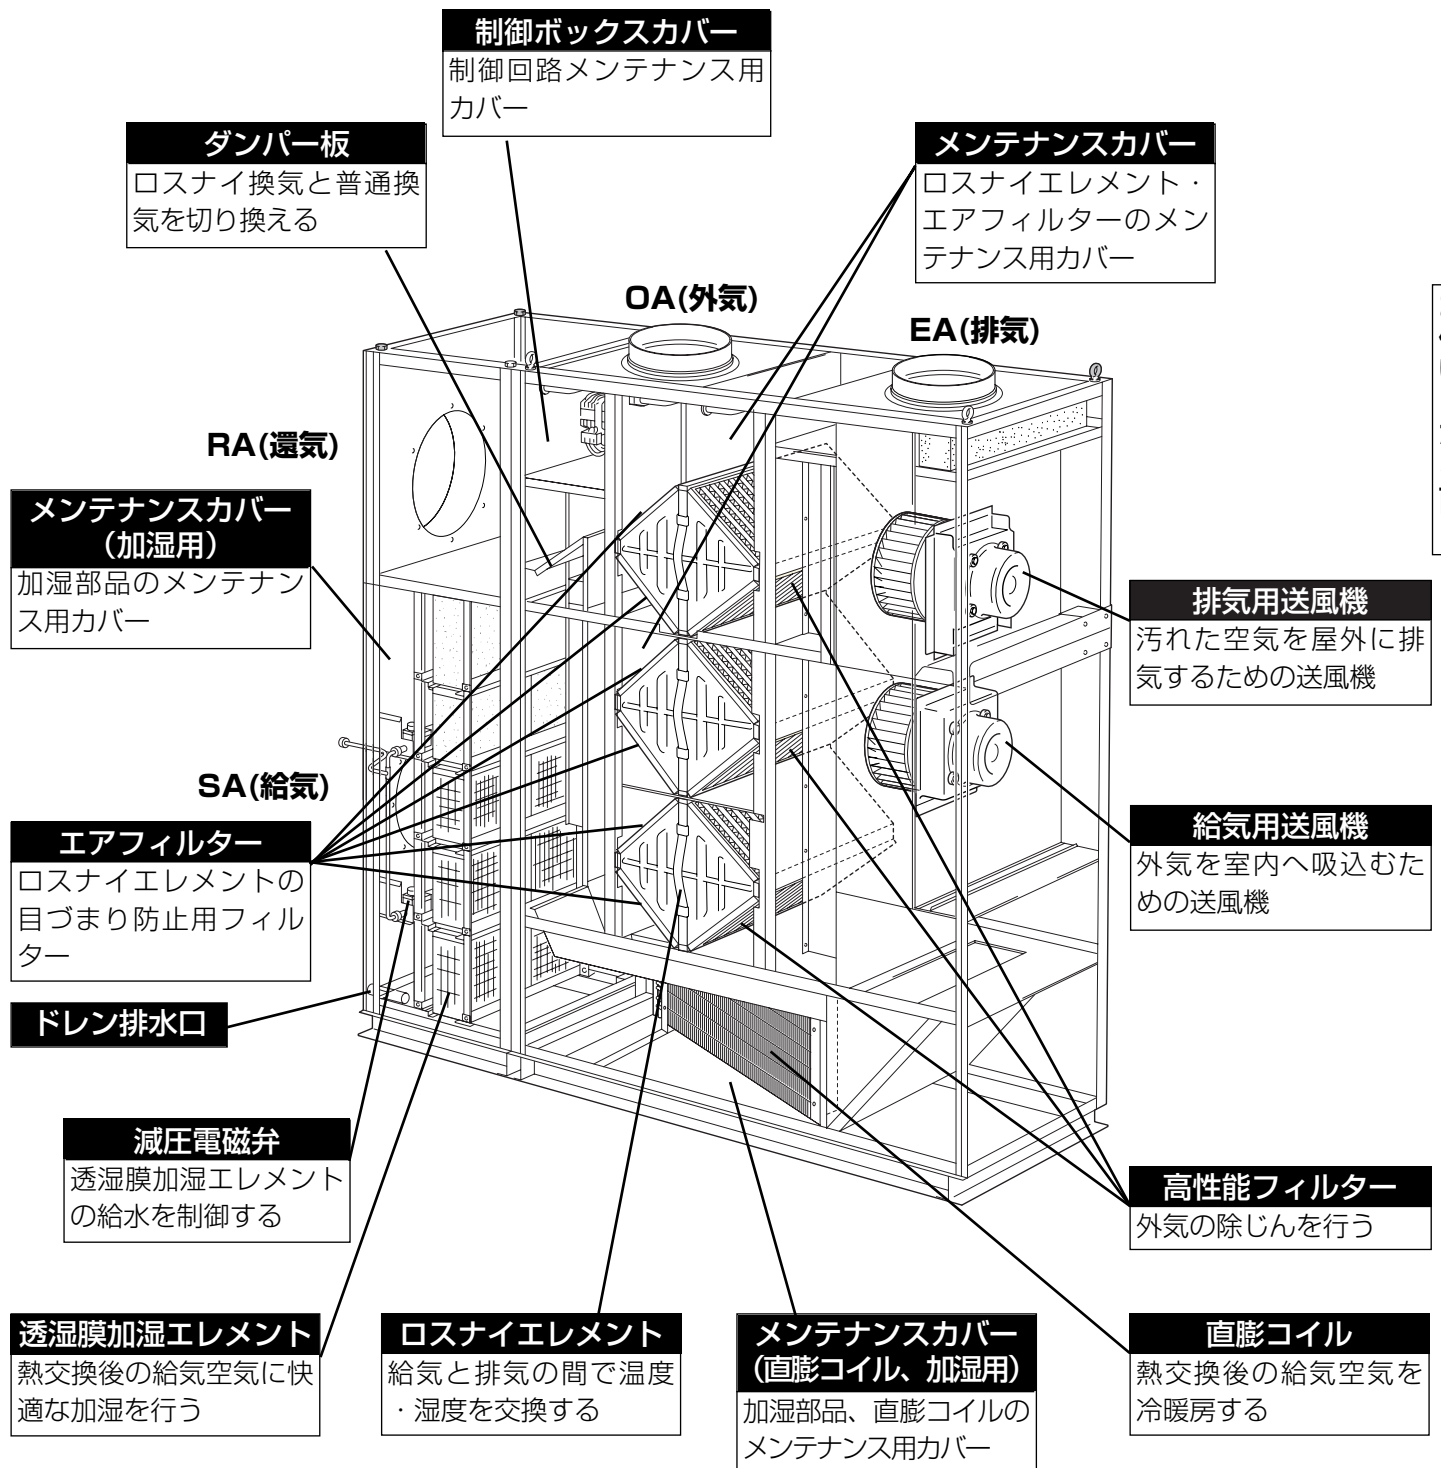 制御ボックスカバー
制御回路メンテナンス用
カバー
ダンパー板
ロスナイ換気と普通換
気を切り換える
メンテナンスカバー
ロスナイエレメント・
エアフィルターのメン
テナンス用カバー
OA(外気)
EA(排気)
RA(還気)
メンテナンスカバー
（加湿用）
加湿部品のメンテナン
ス用カバー
排気用送風機
汚れた空気を屋外に排
気するための送風機
SA(給気)
エアフィルター
ロスナイエレメントの
目づまり防止用フィル
ター
給気用送風機
外気を室内へ吸込むた
めの送風機
ドレン排水口
減圧電磁弁
透湿膜加湿エレメント
の給水を制御する
高性能フィルター
外気の除じんを行う
透湿膜加湿エレメント
熱交換後の給気空気に快
適な加湿を行う
ロスナイエレメント
給気と排気の間で温度
・湿度を交換する
メンテナンスカバー
（直膨コイル、加湿用）
加湿部品、直膨コイルの
メンテナンス用カバー
直膨コイル
熱交換後の給気空気を
冷暖房する